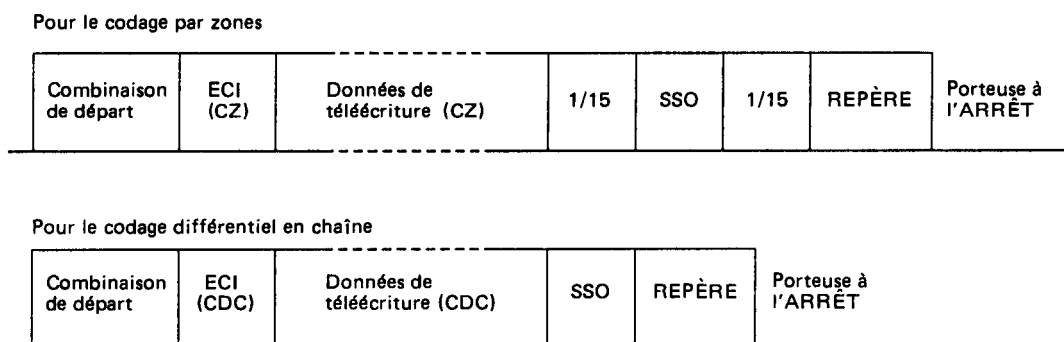 Pour le codage par zones
Combinaison de départ
ECI (CZ)
Données de téléécriture (CZ)
1/15
SSO
1/15
REPÈRE
Porteuse à l'ARRÊT
Pour le codage différentiel en chaîne
Combinaison de départ
ECI (CDC)
Données de téléécriture (CDC)
SSO
REPÈRE
Porteuse à l'ARRÊT